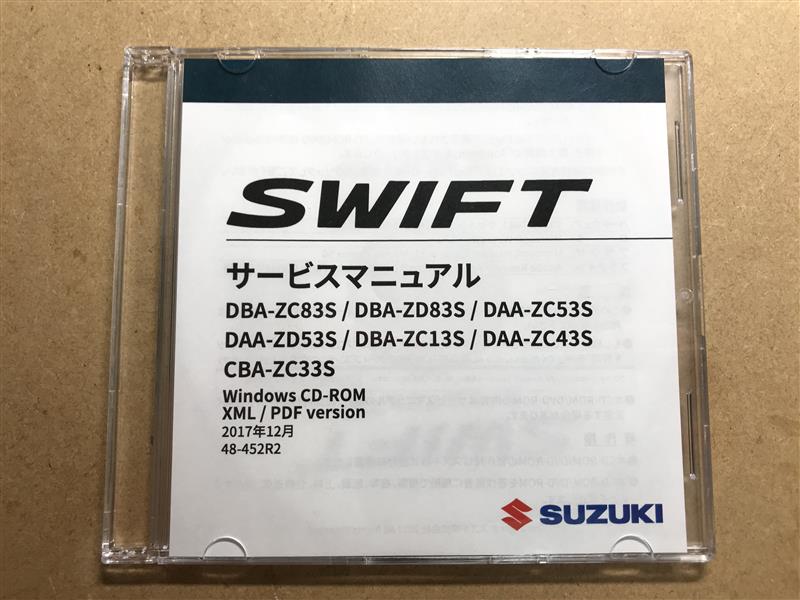 SWIFT
サービスマニュアル
DBA-ZC83S / DBA-ZD83S / DAA-ZC53S
DAA-ZD53S / DBA-ZC13S / DAA-ZC43S
CBA-ZC33S
Windows CD-ROM
XML / PDF version
2017年12月
48-452R2
SUZUKI